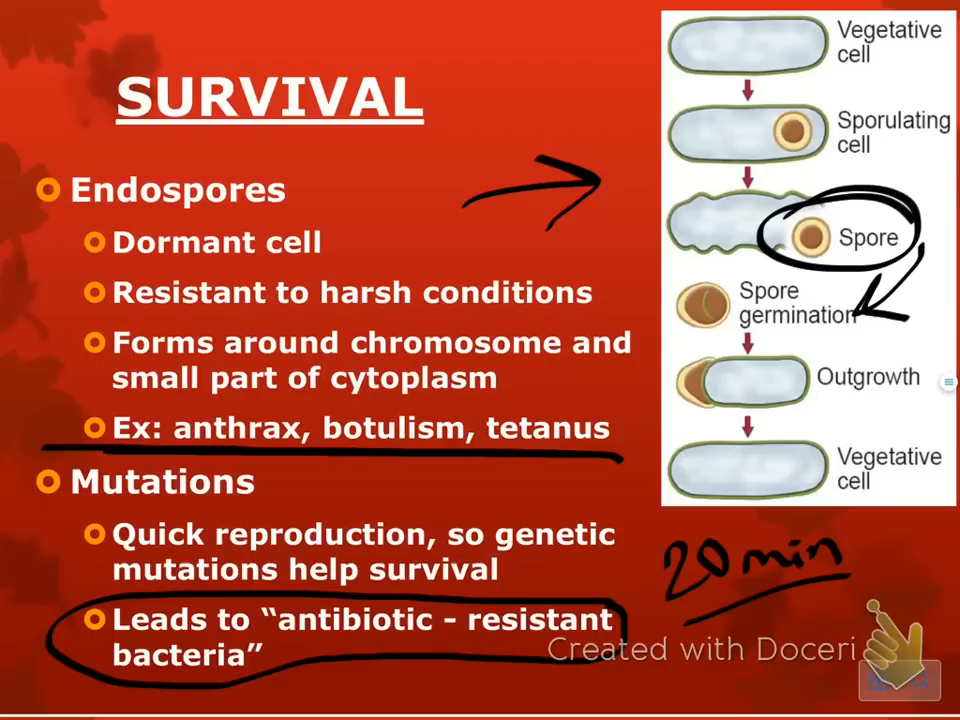 SURVIVAL
Endospores
Dormant cell
Resistant to harsh conditions
Forms around chromosome and
small part of cytoplasm
Ex: anthrax, botulism, tetanus
Mutations
Quick reproduction, so genetic
mutations help survival
Leads to “antibiotic - resistant
bacteria”
Vegetative
cell
Sporulating
cell
Spore
Spore
germination
Outgrowth
Vegetative
cell
20 min
Created with Doceri